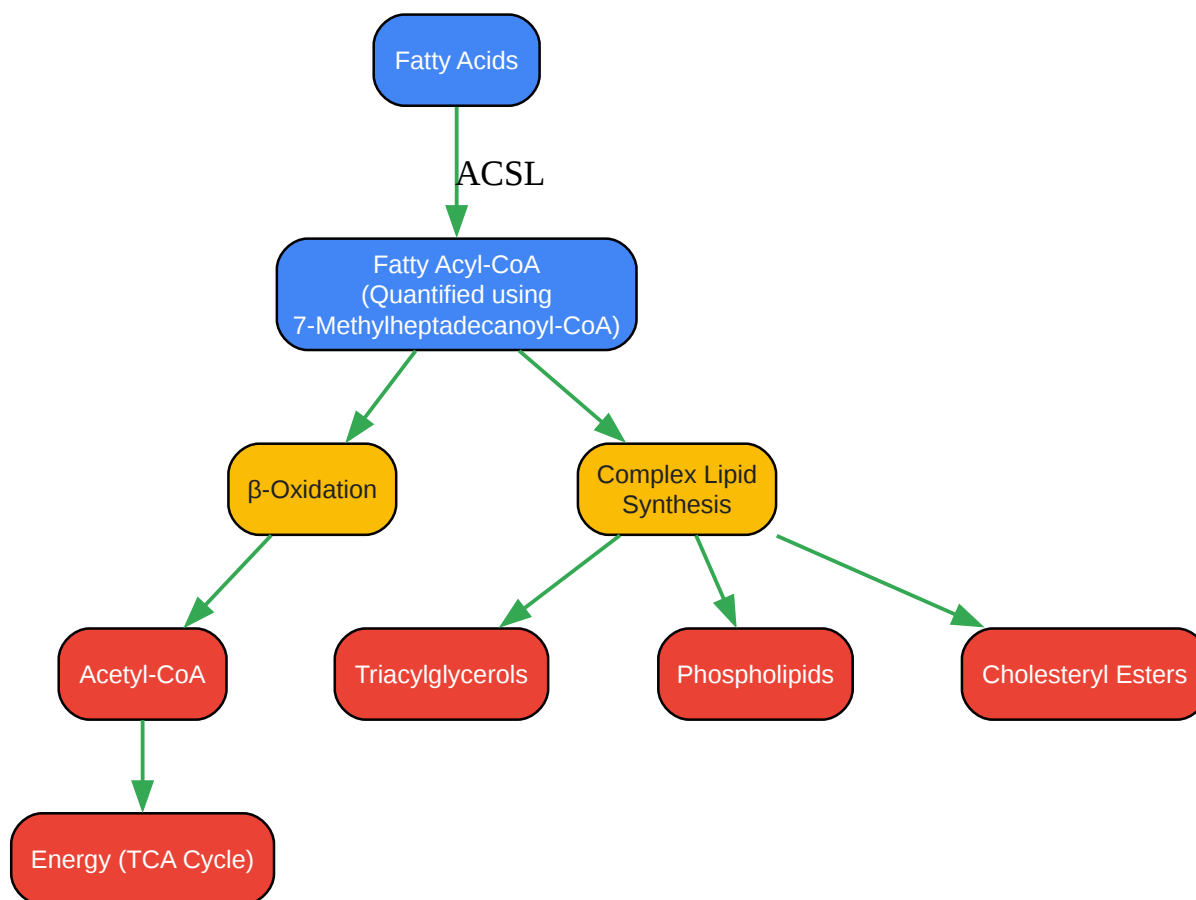 Fatty Acids
ACSL
Fatty Acyl-CoA
(Quantified using
7-Methylheptadecanoyl-CoA)
β-Oxidation
Complex Lipid
Synthesis
Acetyl-CoA
Triacylglycerols
Phospholipids
Cholesteryl Esters
Energy (TCA Cycle)